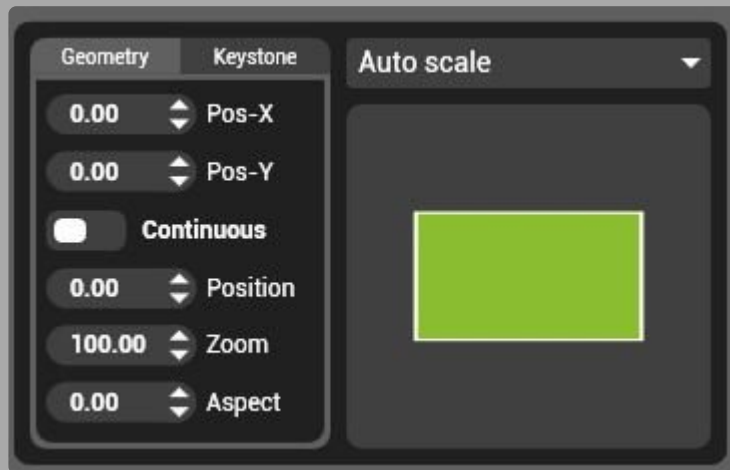 Geometry Keystone
Auto scale
0.00 Pos-X
0.00 Pos-Y
Continuous
0.00 Position
100.00 Zoom
0.00 Aspect